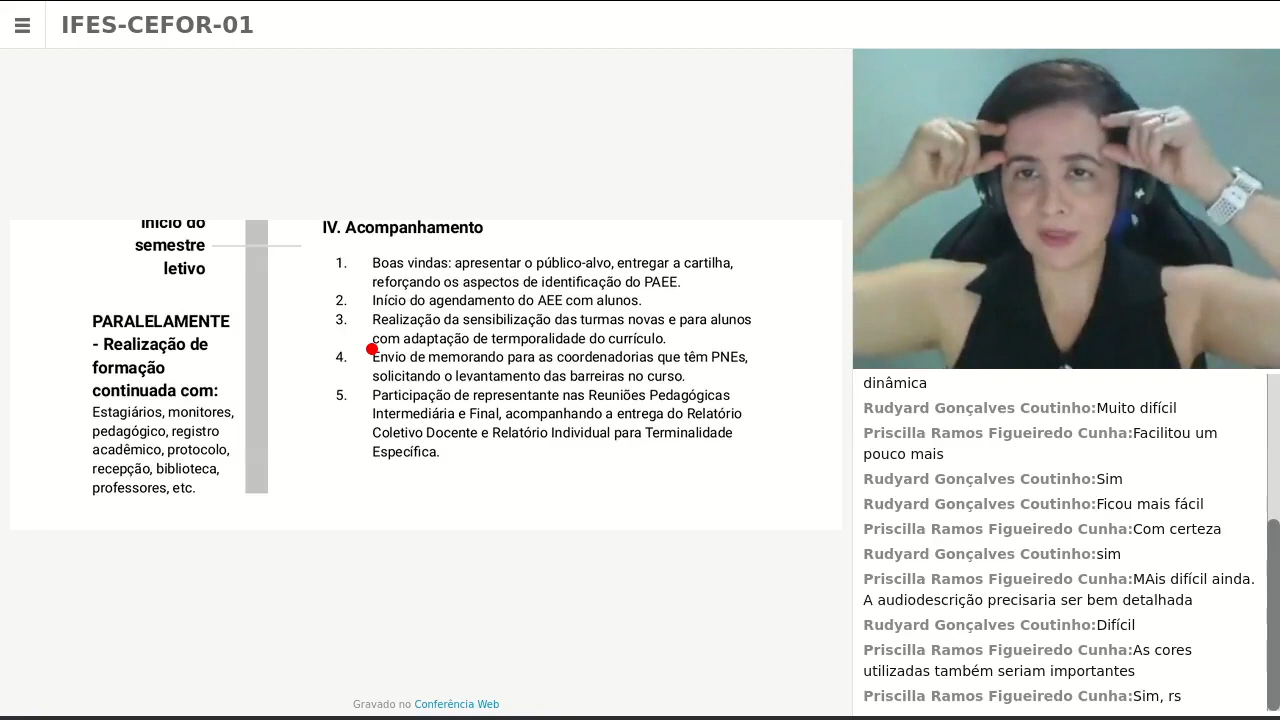 IFES-CEFOR-01
Início do
semestre
letivo
PARALELAMENTE
- Realização de
formação
continuada com:
Estagiários, monitores,
pedagógico, registro
acadêmico, protocolo,
recepção, biblioteca,
professores, etc.
IV. Acompanhamento
1. Boas vindas: apresentar o público-alvo, entregar a cartilha,
reforçando os aspectos de identificação do PAEE.
2. Início do agendamento do AEE com alunos.
3. Realização da sensibilização das turmas novas e para alunos
com adaptação de termporalidade do currículo.
4. Envio de memorando para as coordenadorias que têm PNEs,
solicitando o levantamento das barreiras no curso.
5. Participação de representante nas Reuniões Pedagógicas
Intermediária e Final, acompanhando a entrega do Relatório
Coletivo Docente e Relatório Individual para Terminalidade
Específica.
Gravado no Conferência Web
dinâmica
Rudyard Gonçalves Coutinho:Muito difícil
Priscilla Ramos Figueiredo Cunha:Facilitou um
pouco mais
Rudyard Gonçalves Coutinho:Sim
Rudyard Gonçalves Coutinho:Ficou mais fácil
Priscilla Ramos Figueiredo Cunha:Com certeza
Rudyard Gonçalves Coutinho:sim
Priscilla Ramos Figueiredo Cunha:MAis difícil ainda.
A audiodescrição precisaria ser bem detalhada
Rudyard Gonçalves Coutinho:Difícil
Priscilla Ramos Figueiredo Cunha:As cores
utilizadas também seriam importantes
Priscilla Ramos Figueiredo Cunha:Sim, rs